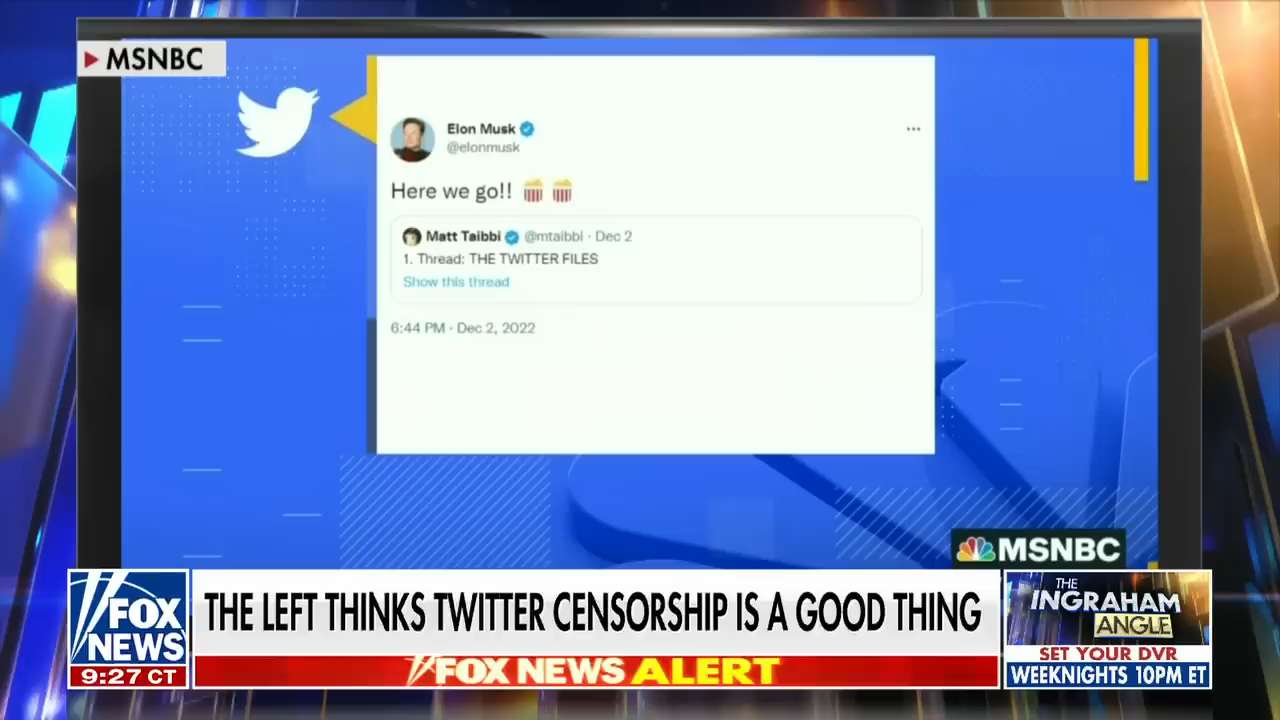 MSNBC
Elon Musk
@elonmusk
Here we go!!
Matt Taibbi @mtaibbi · Dec 2
1. Thread: THE TWITTER FILES
Show this thread
6:44 PM · Dec 2, 2022
MSNBC
FOX
NEWS
9:27 CT
THE LEFT THINKS TWITTER CENSORSHIP IS A GOOD THING
FOX NEWS ALERT
THE
INGRAHAM
ANGLE
SET YOUR DVR
WEEKNIGHTS 10PM ET